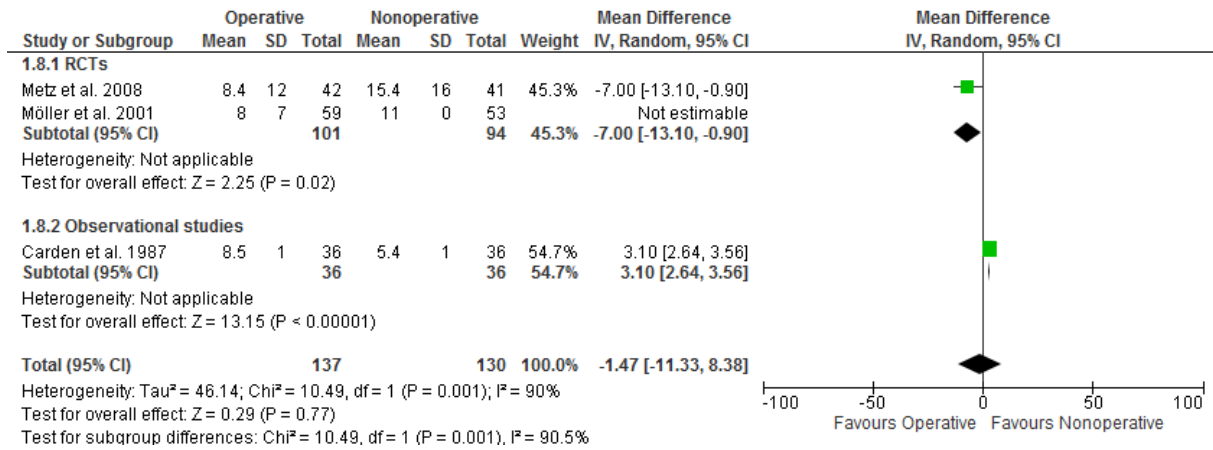 Operative Nonoperative Mean Difference Mean Difference
Study or Subgroup Mean SD Total Mean SD Total Weight IV, Random, 95% CI IV, Random, 95% CI
1.8.1 RCTs
Metz et al. 2008 8.4 12 42 15.4 16 41 45.3% -7.00 [-13.10, -0.90]
Möller et al. 2001 8 7 59 11 0 53 Not estimable
Subtotal (95% CI) 101 94 45.3% -7.00 [-13.10, -0.90]
Heterogeneity: Not applicable
Test for overall effect: Z = 2.25 (P = 0.02)
1.8.2 Observational studies
Carden et al. 1987 8.5 1 36 5.4 1 36 54.7% 3.10 [2.64, 3.56]
Subtotal (95% CI) 36 36 54.7% 3.10 [2.64, 3.56]
Heterogeneity: Not applicable
Test for overall effect: Z = 13.15 (P < 0.00001)
Total (95% CI) 137 130 100.0% -1.47 [-11.33, 8.38]
Heterogeneity: Tau² = 46.14; Chi² = 10.49, df = 1 (P = 0.001); I² = 90%
Test for overall effect: Z = 0.29 (P = 0.77)
Test for subgroup differences: Chi² = 10.49, df = 1 (P = 0.001), I² = 90.5%
-100 -50 0 50 100
Favours Operative Favours Nonoperative